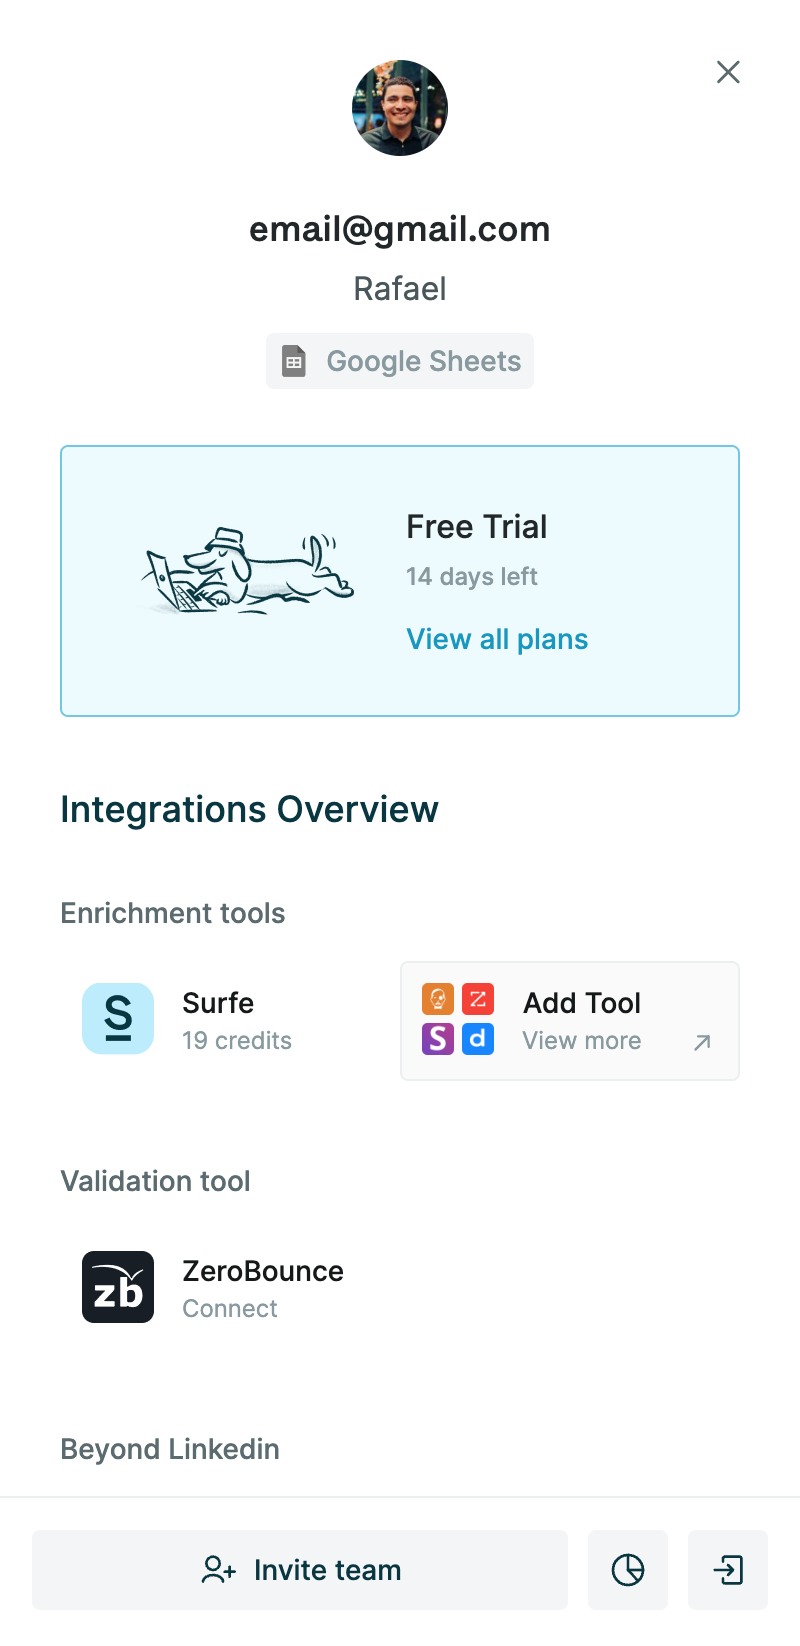 email@gmail.com
Rafael
Google Sheets
Free Trial
14 days left
View all plans
Integrations Overview
Enrichment tools
S
Surfe
19 credits
Z
S
d
Add Tool
View more
Validation tool
zb
ZeroBounce
Connect
Beyond Linkedin
Invite team